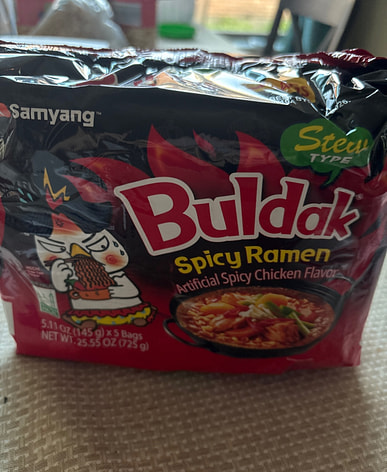 Samyang™
Stew
TYPE
Buldak
Spicy Ramen
Artificial Spicy Chicken Flavor
5.11 OZ (145 g) x 5 Bags
NET WT. 25.55 OZ (725 g)